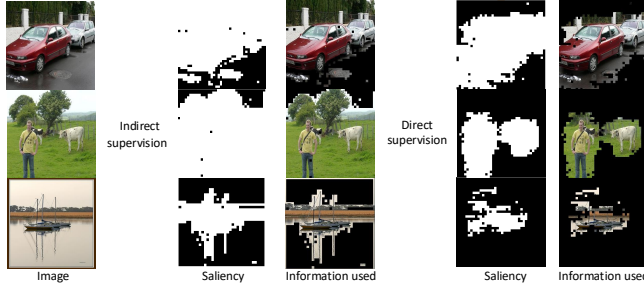 Indirect
supervision
Direct
supervision
Image
Saliency
Information used
Saliency
Information used